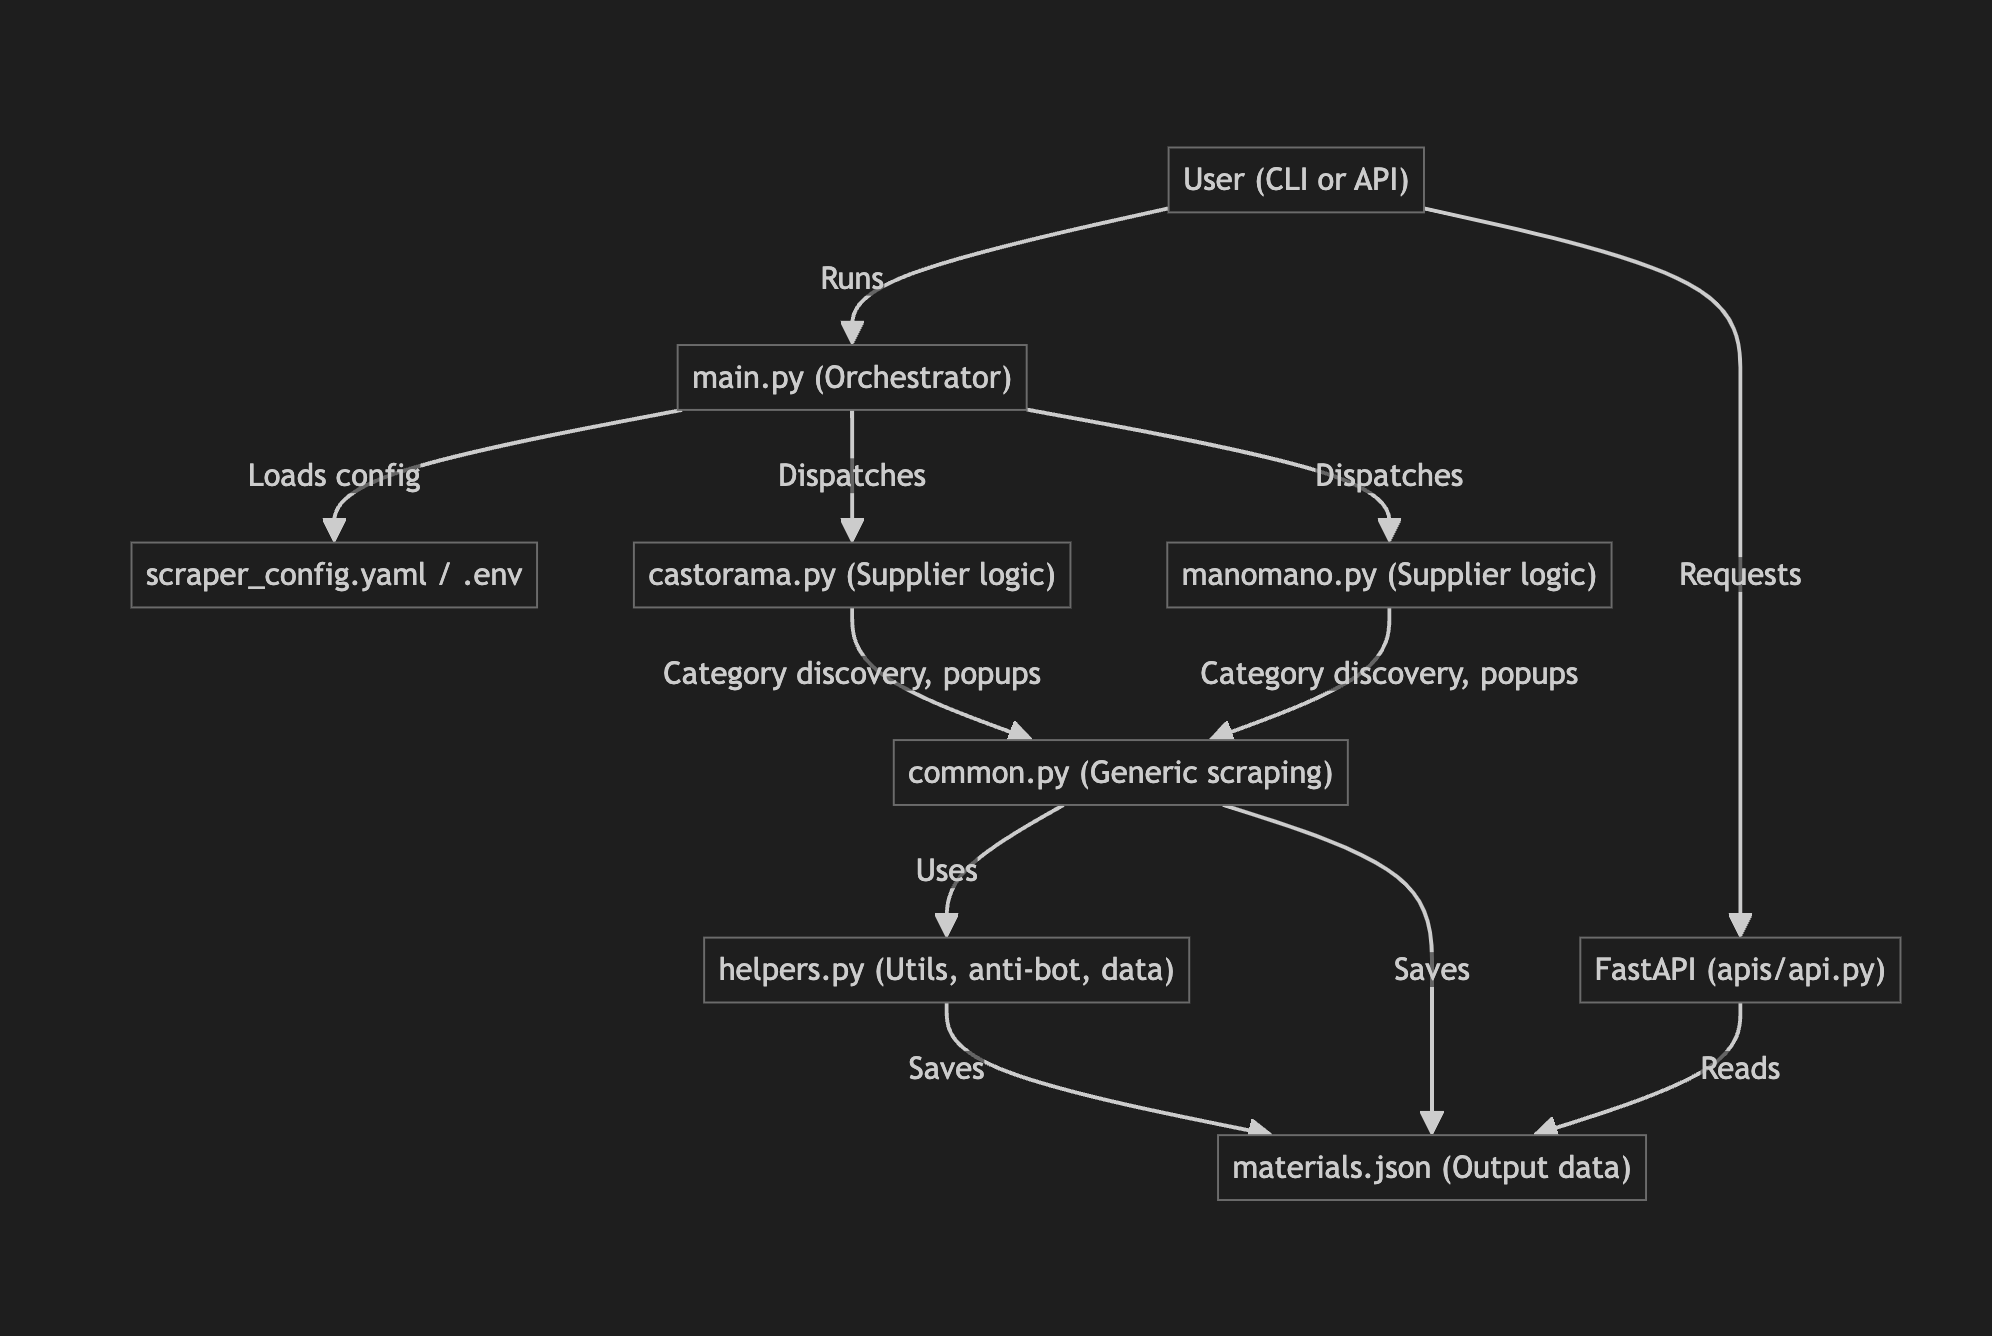 User (CLI or API)
Runs
main.py (Orchestrator)
Loads config
Dispatches
Dispatches
scraper_config.yaml / .env
castorama.py (Supplier logic)
manomano.py (Supplier logic)
Requests
Category discovery, popups
Category discovery, popups
common.py (Generic scraping)
Uses
helpers.py (Utils, anti-bot, data)
Saves
FastAPI (apis/api.py)
Saves
Reads
materials.json (Output data)